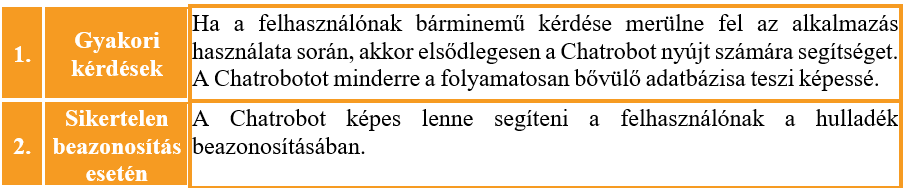 1.
Gyakori
kérdések
Ha a felhasználónak bárminemű kérdése merülne fel az alkalmazás
használata során, akkor elsődlegesen a Chatrobot nyújt számára segítséget.
A Chatrobotot minderre a folyamatosan bővülő adatbázisa teszi képessé.
2.
Sikertelen
beazonosítás
esetén
A Chatrobot képes lenne segíteni a felhasználónak a hulladék
beazonosításában.